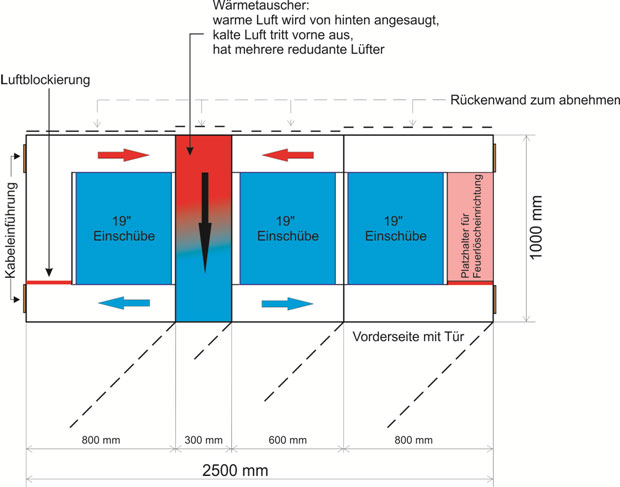 Wärmetauscher:
warme Luft wird von hinten angesaugt,
kalte Luft tritt vorne aus,
hat mehrere redudante Lüfter
Luftblockierung
Rückenwand zum abnehmen
Kabeleinführung
19"
Einschübe
19"
Einschübe
19"
Einschübe
Platzhalter für
Feuerlöscheinrichtung
1000 mm
Vorderseite mit Tür
800 mm
300 mm
600 mm
800 mm
2500 mm